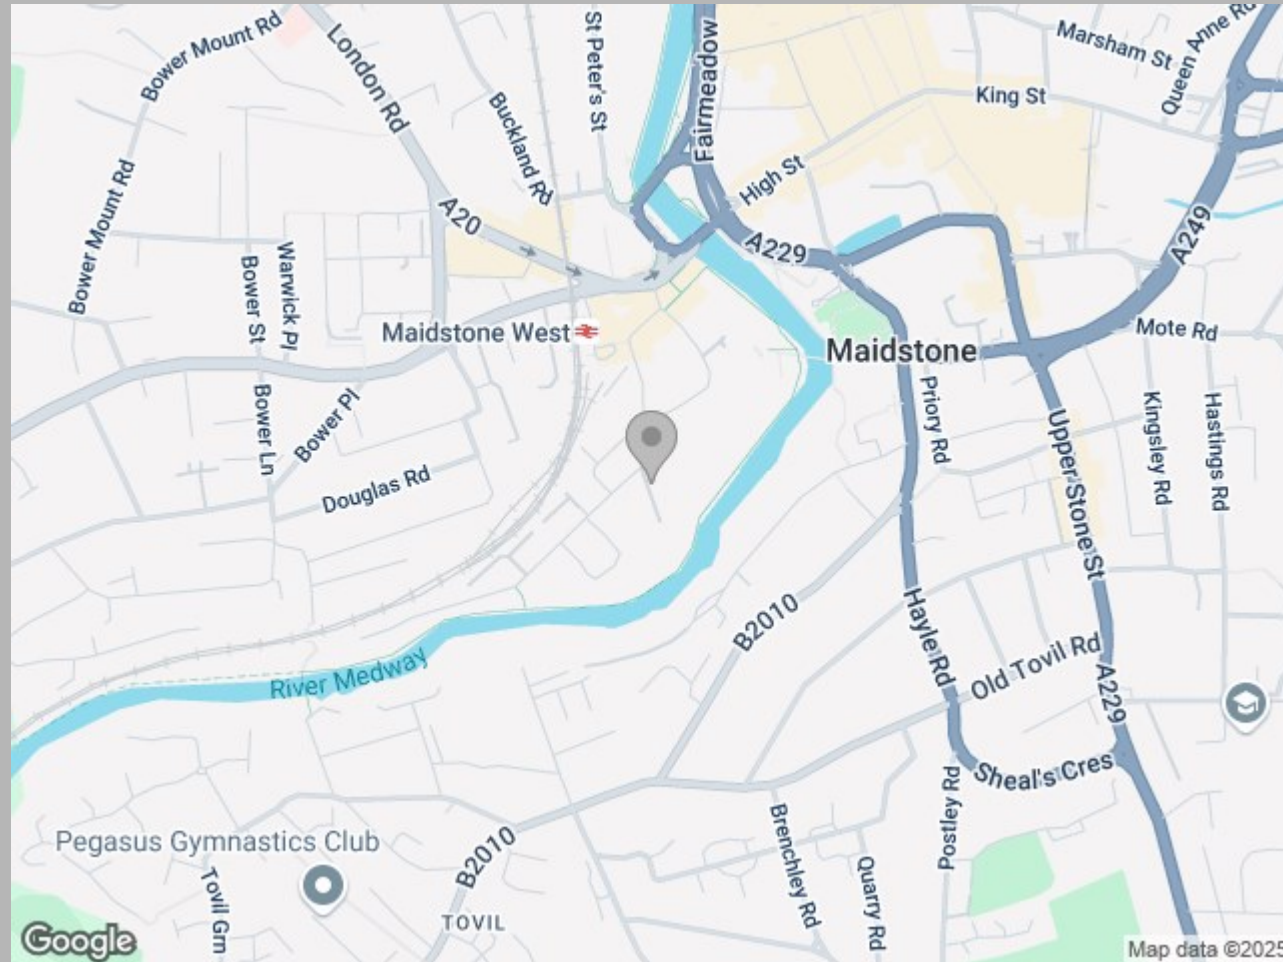 Bower Mount Rd
London Rd
St Peter's St
Fairmeadow
Marsham St
Queen Anne Rd
King St
Buckland Rd
High St
Bower Mount Rd
A20
A229
A249
Warwick Pl
Bower St
Maidstone West
Maidstone
Mote Rd
Bower Ln
Bower Pl
Priory Rd
Kingsley Rd
Hastings Rd
Douglas Rd
Upper Stone St
B2010
Hayle Rd
Old Tovil Rd
River Medway
A229
Sheal's Cres
Postley Rd
Pegasus Gymnastics Club
B2010
Brenchley Rd
Quarry Rd
Tovil Grn
TOVIL
Google
Map data ©2025